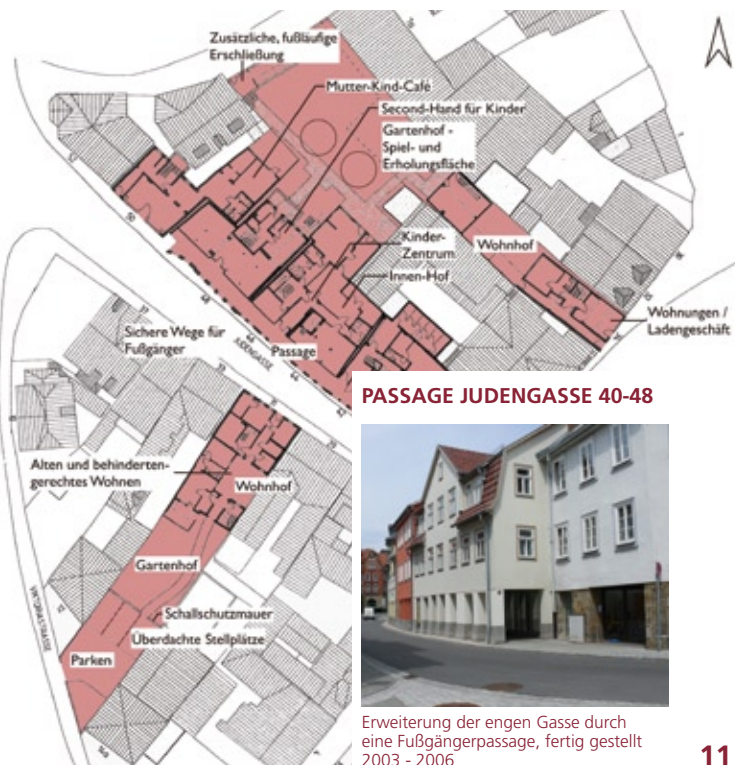 Zusätzliche, fußläufige
Erschließung
Mutter-Kind-Café
Second-Hand für Kinder
Gartenhof -
Spiel- und
Erholungsfläche
Kinder-
Zentrum
Wohnhof
Innen-Hof
Wohnungen /
Ladengeschäft
Sichere Wege für
Fußgänger
JUDENGASSE
Passage
Alten und behinderten-
gerechtes Wohnen
Wohnhof
Gartenhof
Schallschutzmauer
Überdachte Stellplätze
Parken
VIKTORIASTRASSE
PASSAGE JUDENGASSE 40-48
Erweiterung der engen Gasse durch
eine Fußgängerpassage, fertig gestellt
2003 - 2006
11